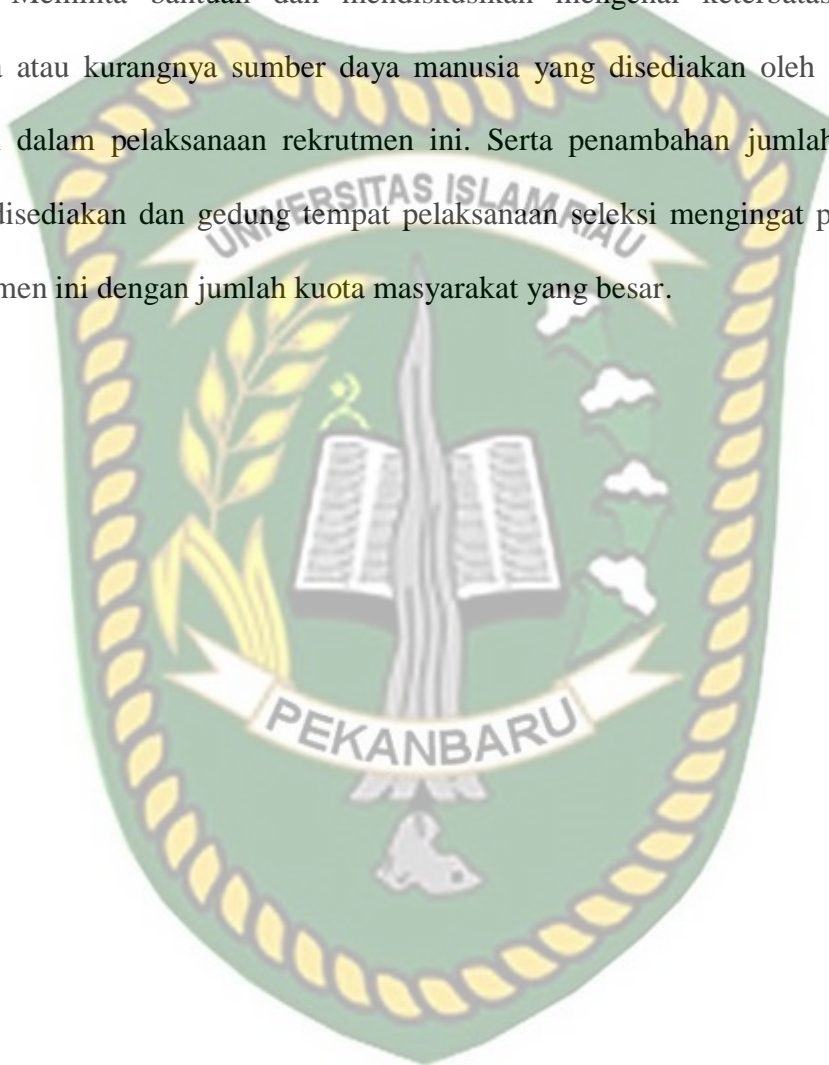 Meminta bantuan dan mendiskusikan mengenai
atau kurangnya sumber daya manusia yang disediakan oleh
dalam pelaksanaan rekrutmen ini. Serta penambahan jumlah
disediakan dan gedung tempat pelaksanaan seleksi mengingat
men ini dengan jumlah kuota masyarakat yang besar.
UNIVERSITAS ISLAM RIAU
PEKANBARU